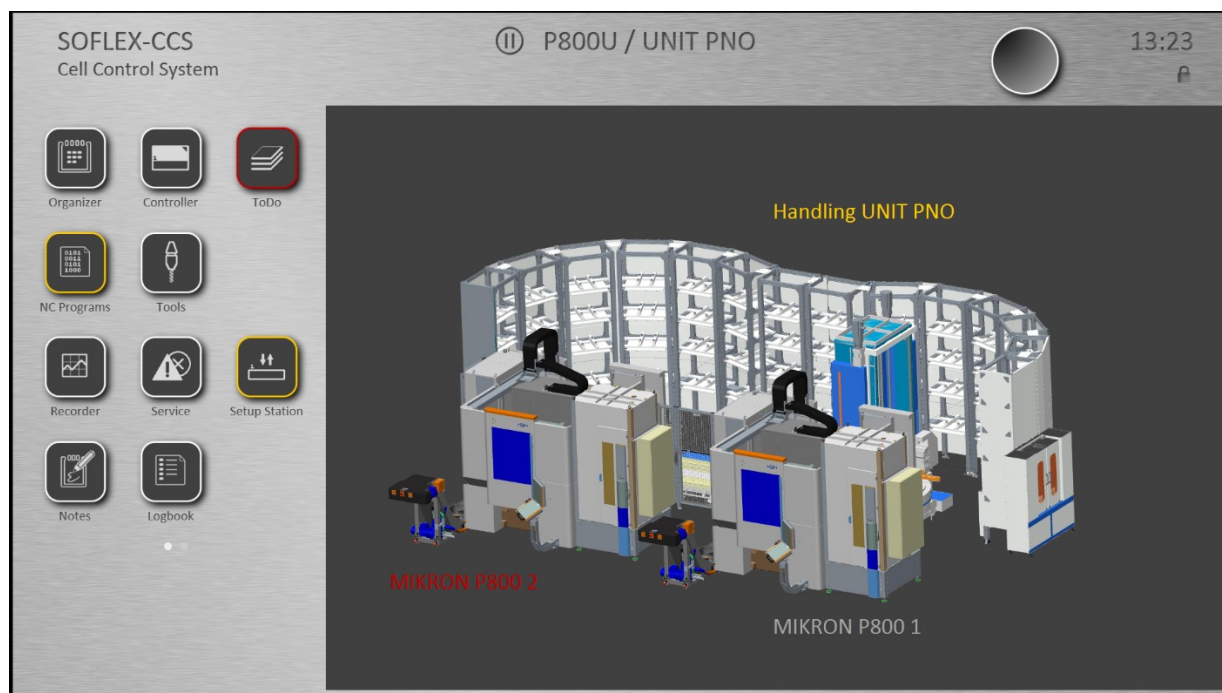 SOFLEX-CCS
Cell Control System
P800U / UNIT PNO
13:23
Organizer
Controller
ToDo
NC Programs
Tools
Recorder
Service
Setup Station
Notes
Logbook
Handling UNIT PNO
MIKRON P800 2
MIKRON P800 1